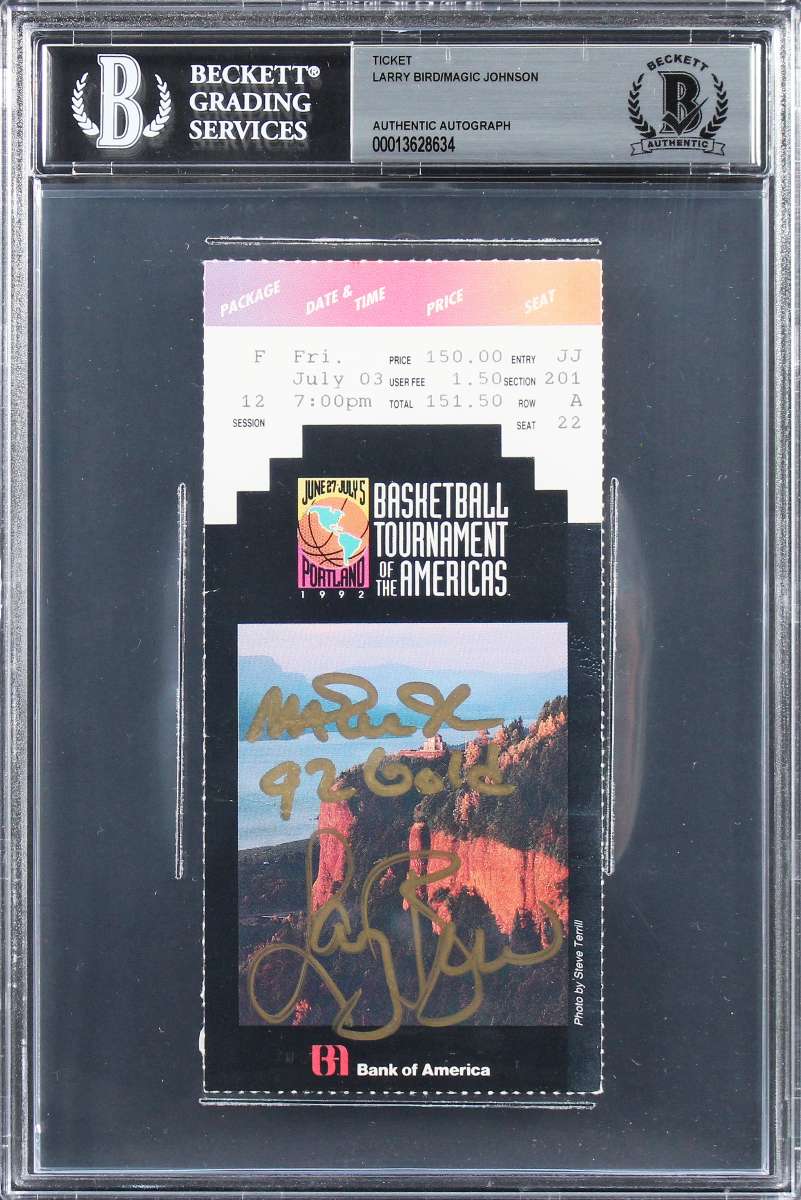 BECKETT®
GRADING
SERVICES
TICKET
LARRY BIRD/MAGIC JOHNSON
AUTHENTIC AUTOGRAPH
00013628634
BECKETT
B
AUTHENTIC
PACKAGE DATE & TIME PRICE SEAT
F Fri. PRICE 150.00 ENTRY JJ
July 03 USER FEE 1.50 SECTION 201
12 7:00pm TOTAL 151.50 ROW A
SESSION SEAT 22
JUNE 27-JULY 5
PORTLAND
1992
BASKETBALL
TOURNAMENT
OF THE AMERICAS
92 Gold
Larry Bird
Photo by Steve Terrill
BA Bank of America